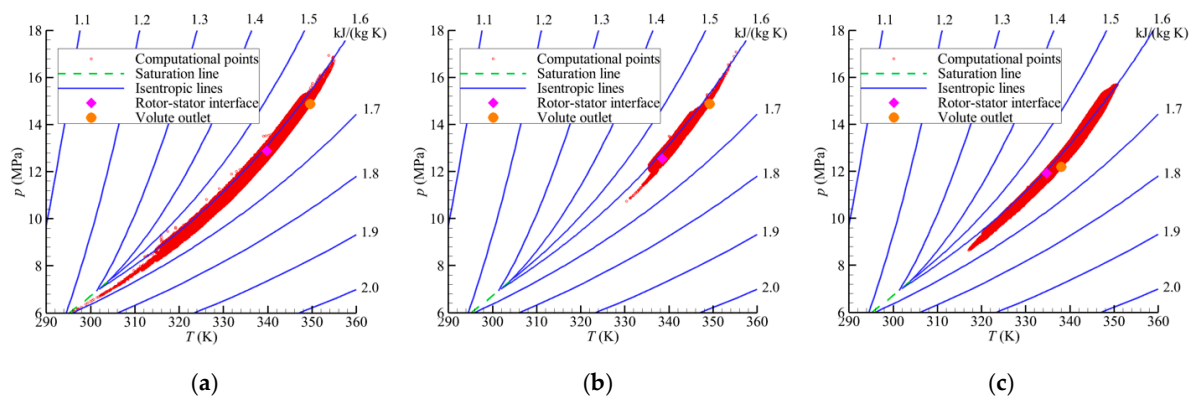 1.1 1.2 1.3 1.4 1.5 1.6
kJ/(kg K)
18
16
14
12
10
8
6
p (MPa)
Computational points
Saturation line
Isentropic lines
Rotor-stator interface
Volute outlet
1.7
1.8
1.9
2.0
290 300 310 320 330 340 350 360
T (K)
(a)
1.1 1.2 1.3 1.4 1.5 1.6
kJ/(kg K)
18
16
14
12
10
8
6
p (MPa)
Computational points
Saturation line
Isentropic lines
Rotor-stator interface
Volute outlet
1.7
1.8
1.9
2.0
290 300 310 320 330 340 350 360
T (K)
(b)
1.1 1.2 1.3 1.4 1.5 1.6
kJ/(kg K)
18
16
14
12
10
8
6
p (MPa)
Computational points
Saturation line
Isentropic lines
Rotor-stator interface
Volute outlet
1.7
1.8
1.9
2.0
290 300 310 320 330 340 350 360
T (K)
(c)